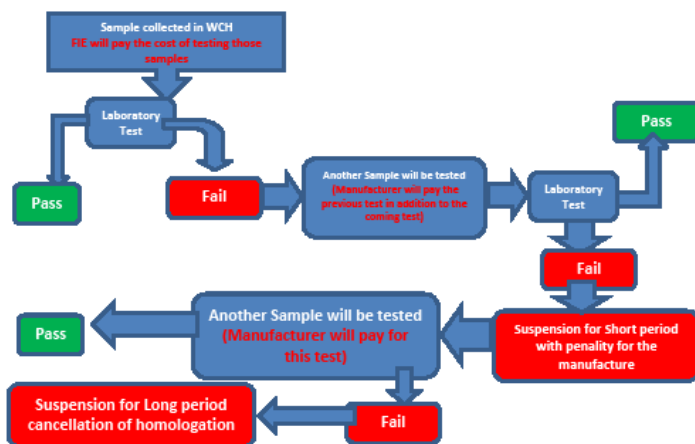 Sample collected in WCH
FIE will pay the cost of testing those
samples
Laboratory
Test
Pass
Fail
Another Sample will be tested
(Manufacturer will pay the
previous test in addition to the
coming test)
Laboratory
Test
Pass
Fail
Suspension for Short period
with penality for the
manufacture
Another Sample will be tested
(Manufacturer will pay for
this test)
Pass
Fail
Suspension for Long period
cancellation of homologation